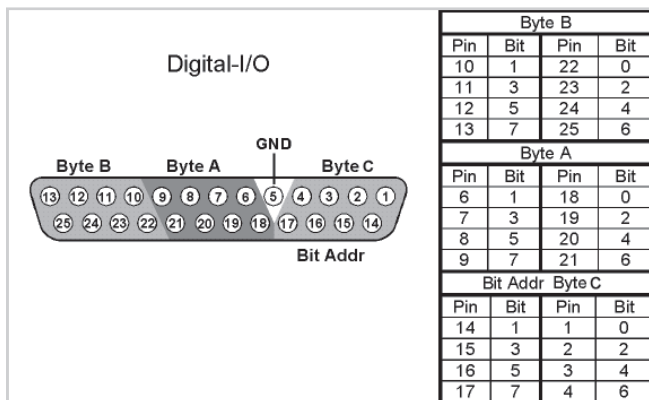 Digital-I/O
GND
Byte B Byte A Byte C
13 12 11 10 9 8 7 6 5 4 3 2 1
25 24 23 22 21 20 19 18 17 16 15 14
Bit Addr
Byte B
Pin Bit Pin Bit
10 1 22 0
11 3 23 2
12 5 24 4
13 7 25 6
Byte A
Pin Bit Pin Bit
6 1 18 0
7 3 19 2
8 5 20 4
9 7 21 6
Bit Addr Byte C
Pin Bit Pin Bit
14 1 1 0
15 3 2 2
16 5 3 4
17 7 4 6